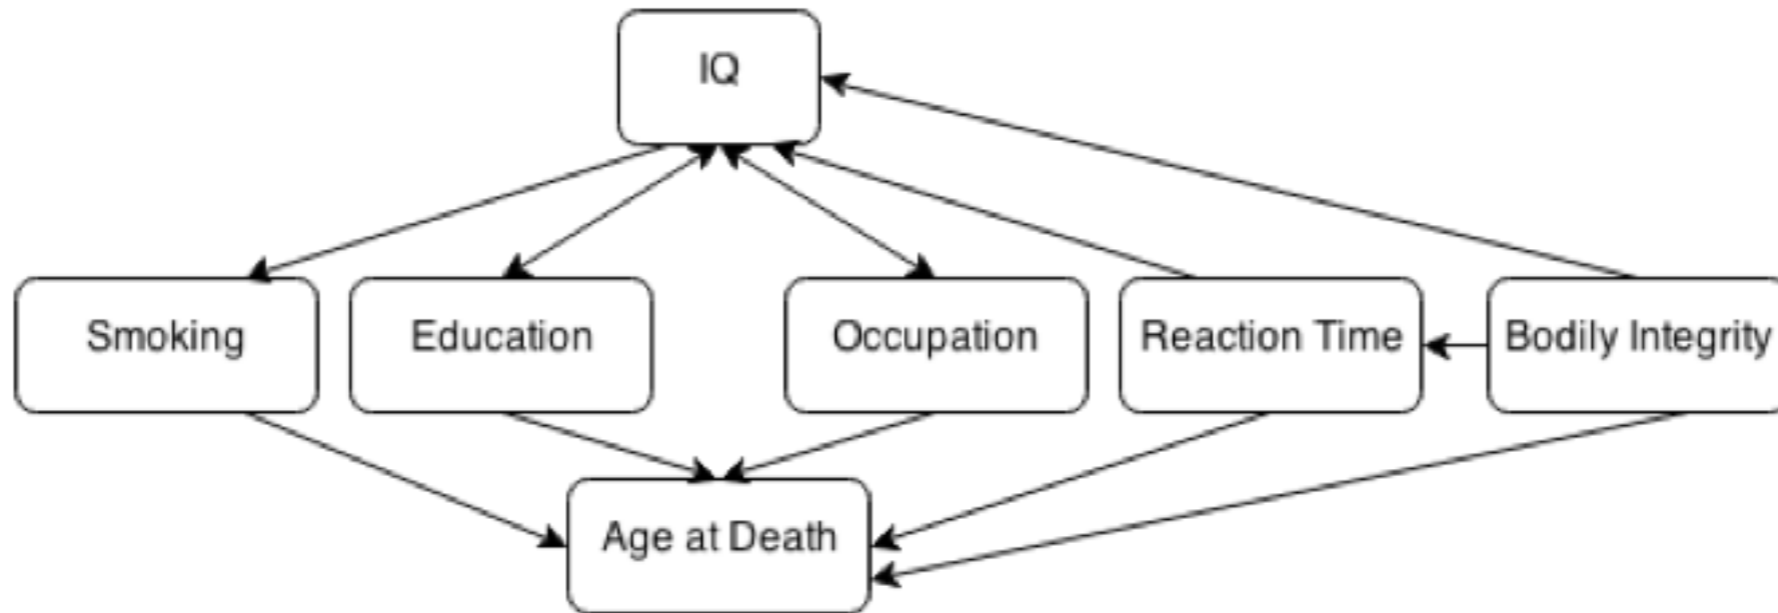 IQ
Smoking
Education
Occupation
Reaction Time
Bodily Integrity
Age at Death